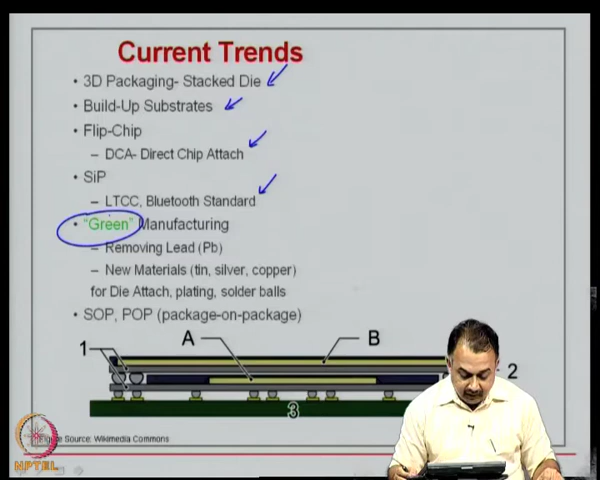 Current Trends
• 3D Packaging- Stacked Die
• Build-Up Substrates
• Flip-Chip
– DCA- Direct Chip Attach
• SiP
– LTCC, Bluetooth Standard
• "Green" Manufacturing
– Removing Lead (Pb)
– New Materials (tin, silver, copper)
for Die Attach, plating, solder balls
• SOP, POP (package-on-package)
1
A
B
2
3
Source: Wikimedia Commons
NPTEL